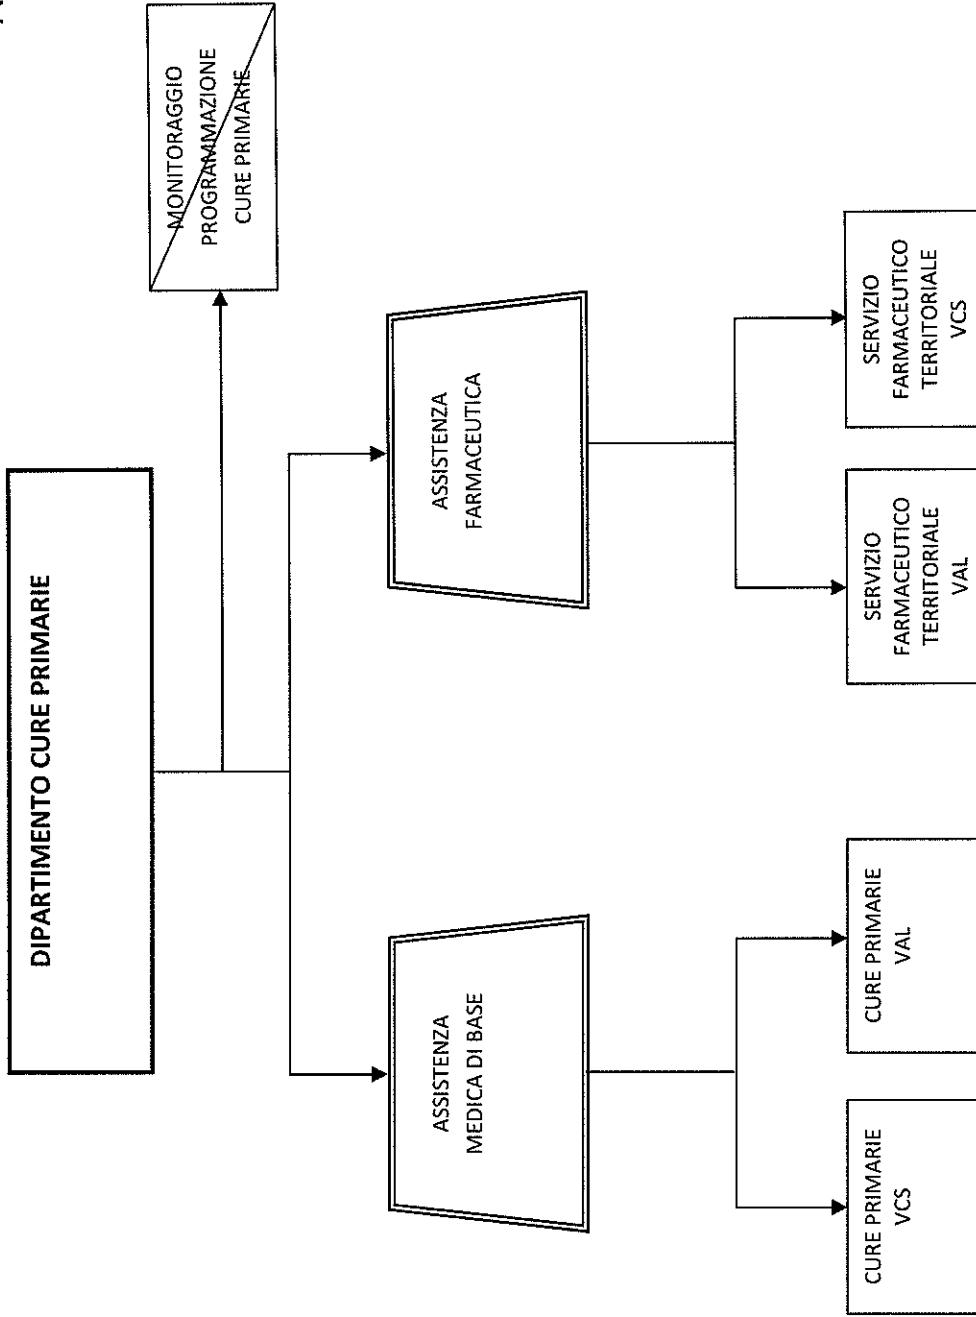 DIPARTIMENTO CURE PRIMARIE
MONITORAGGIO
PROGRAMMAZIONE
CURE PRIMARIE
ASSISTENZA
MEDICA DI BASE
ASSISTENZA
FARMACEUTICA
CURE PRIMARIE
VCS
CURE PRIMARIE
VAL
SERVIZIO
FARMACEUTICO
TERRITORIALE
VAL
SERVIZIO
FARMACEUTICO
TERRITORIALE
VCS